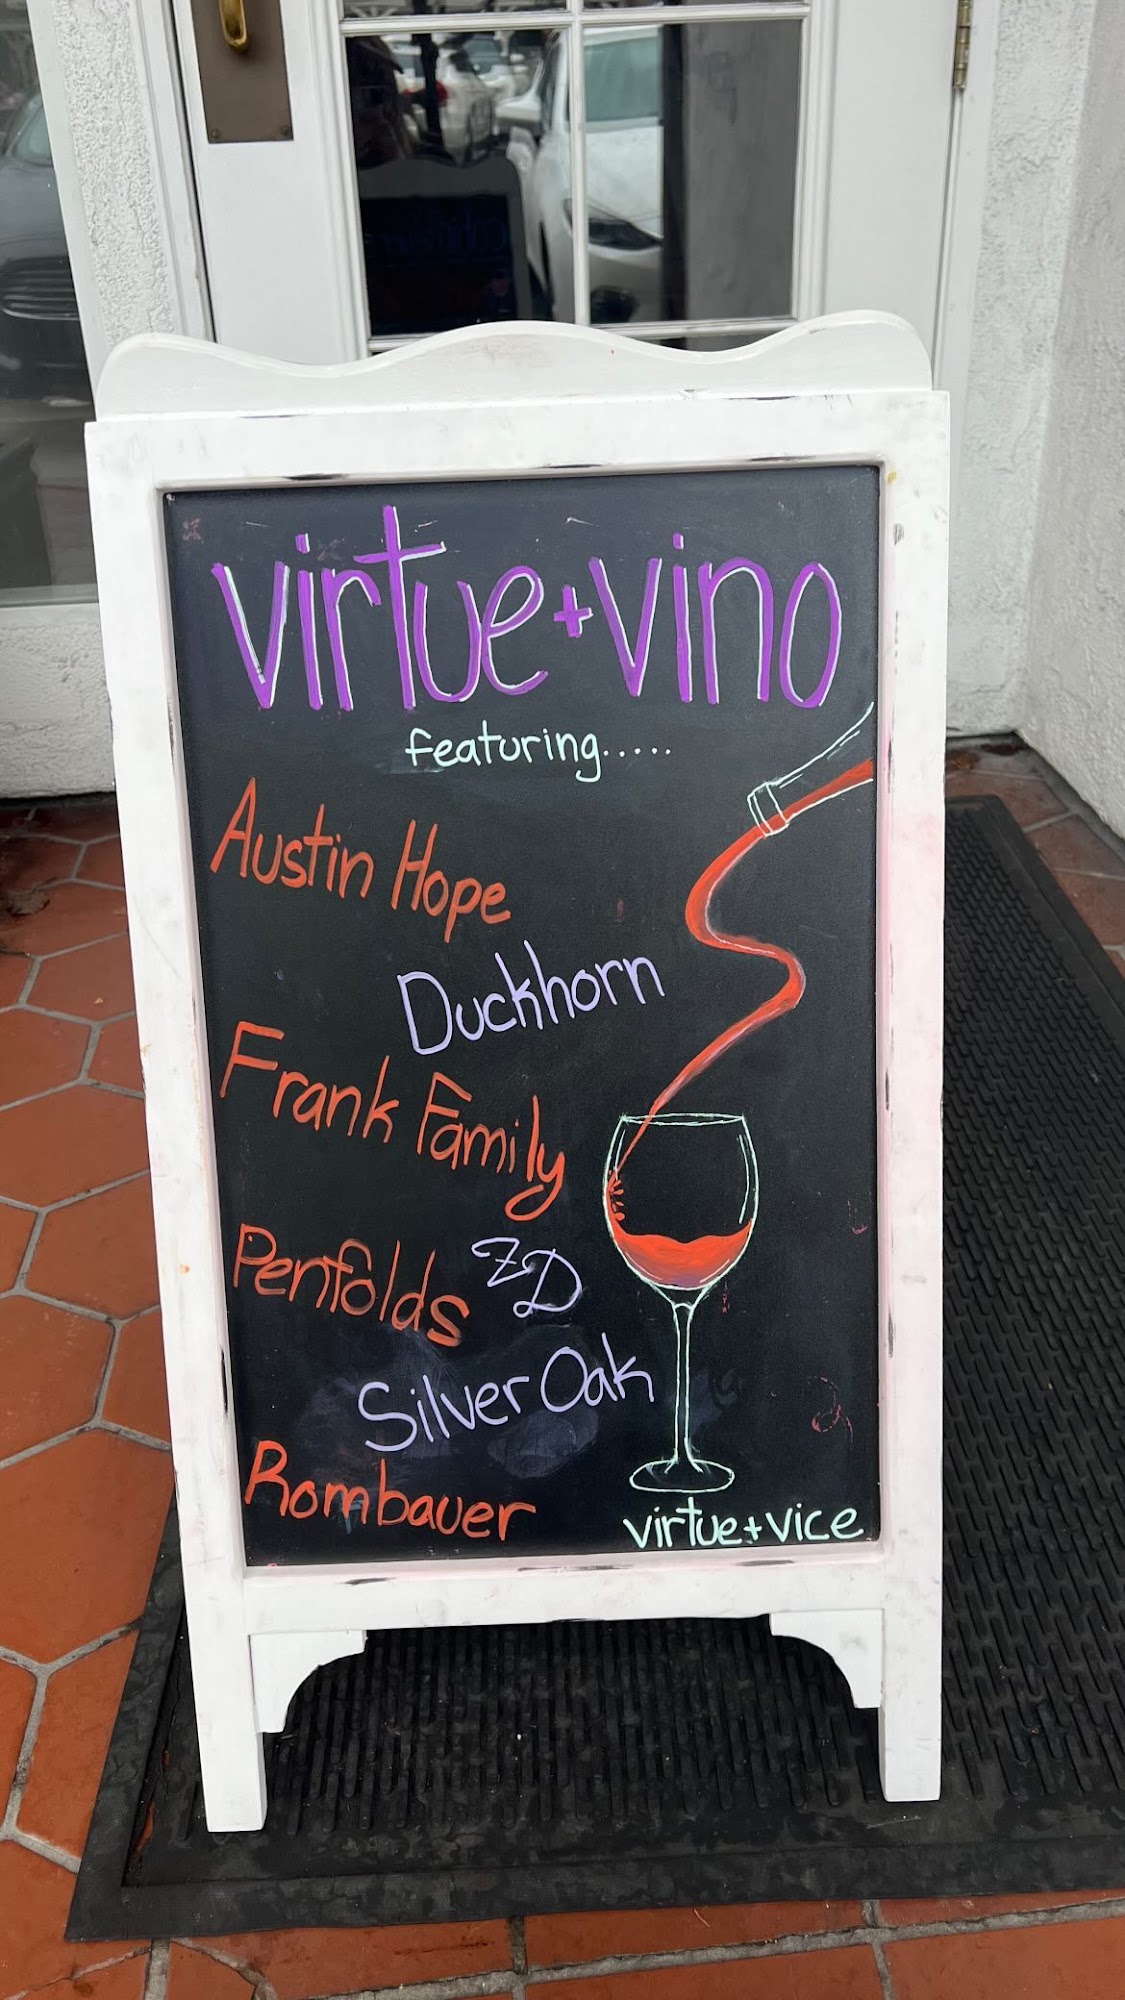 virtue + vino
featuring.....
Austin Hope
Duckhorn
Frank Family
Penfolds
ZD
Silver Oak
Rombauer
virtue + vice